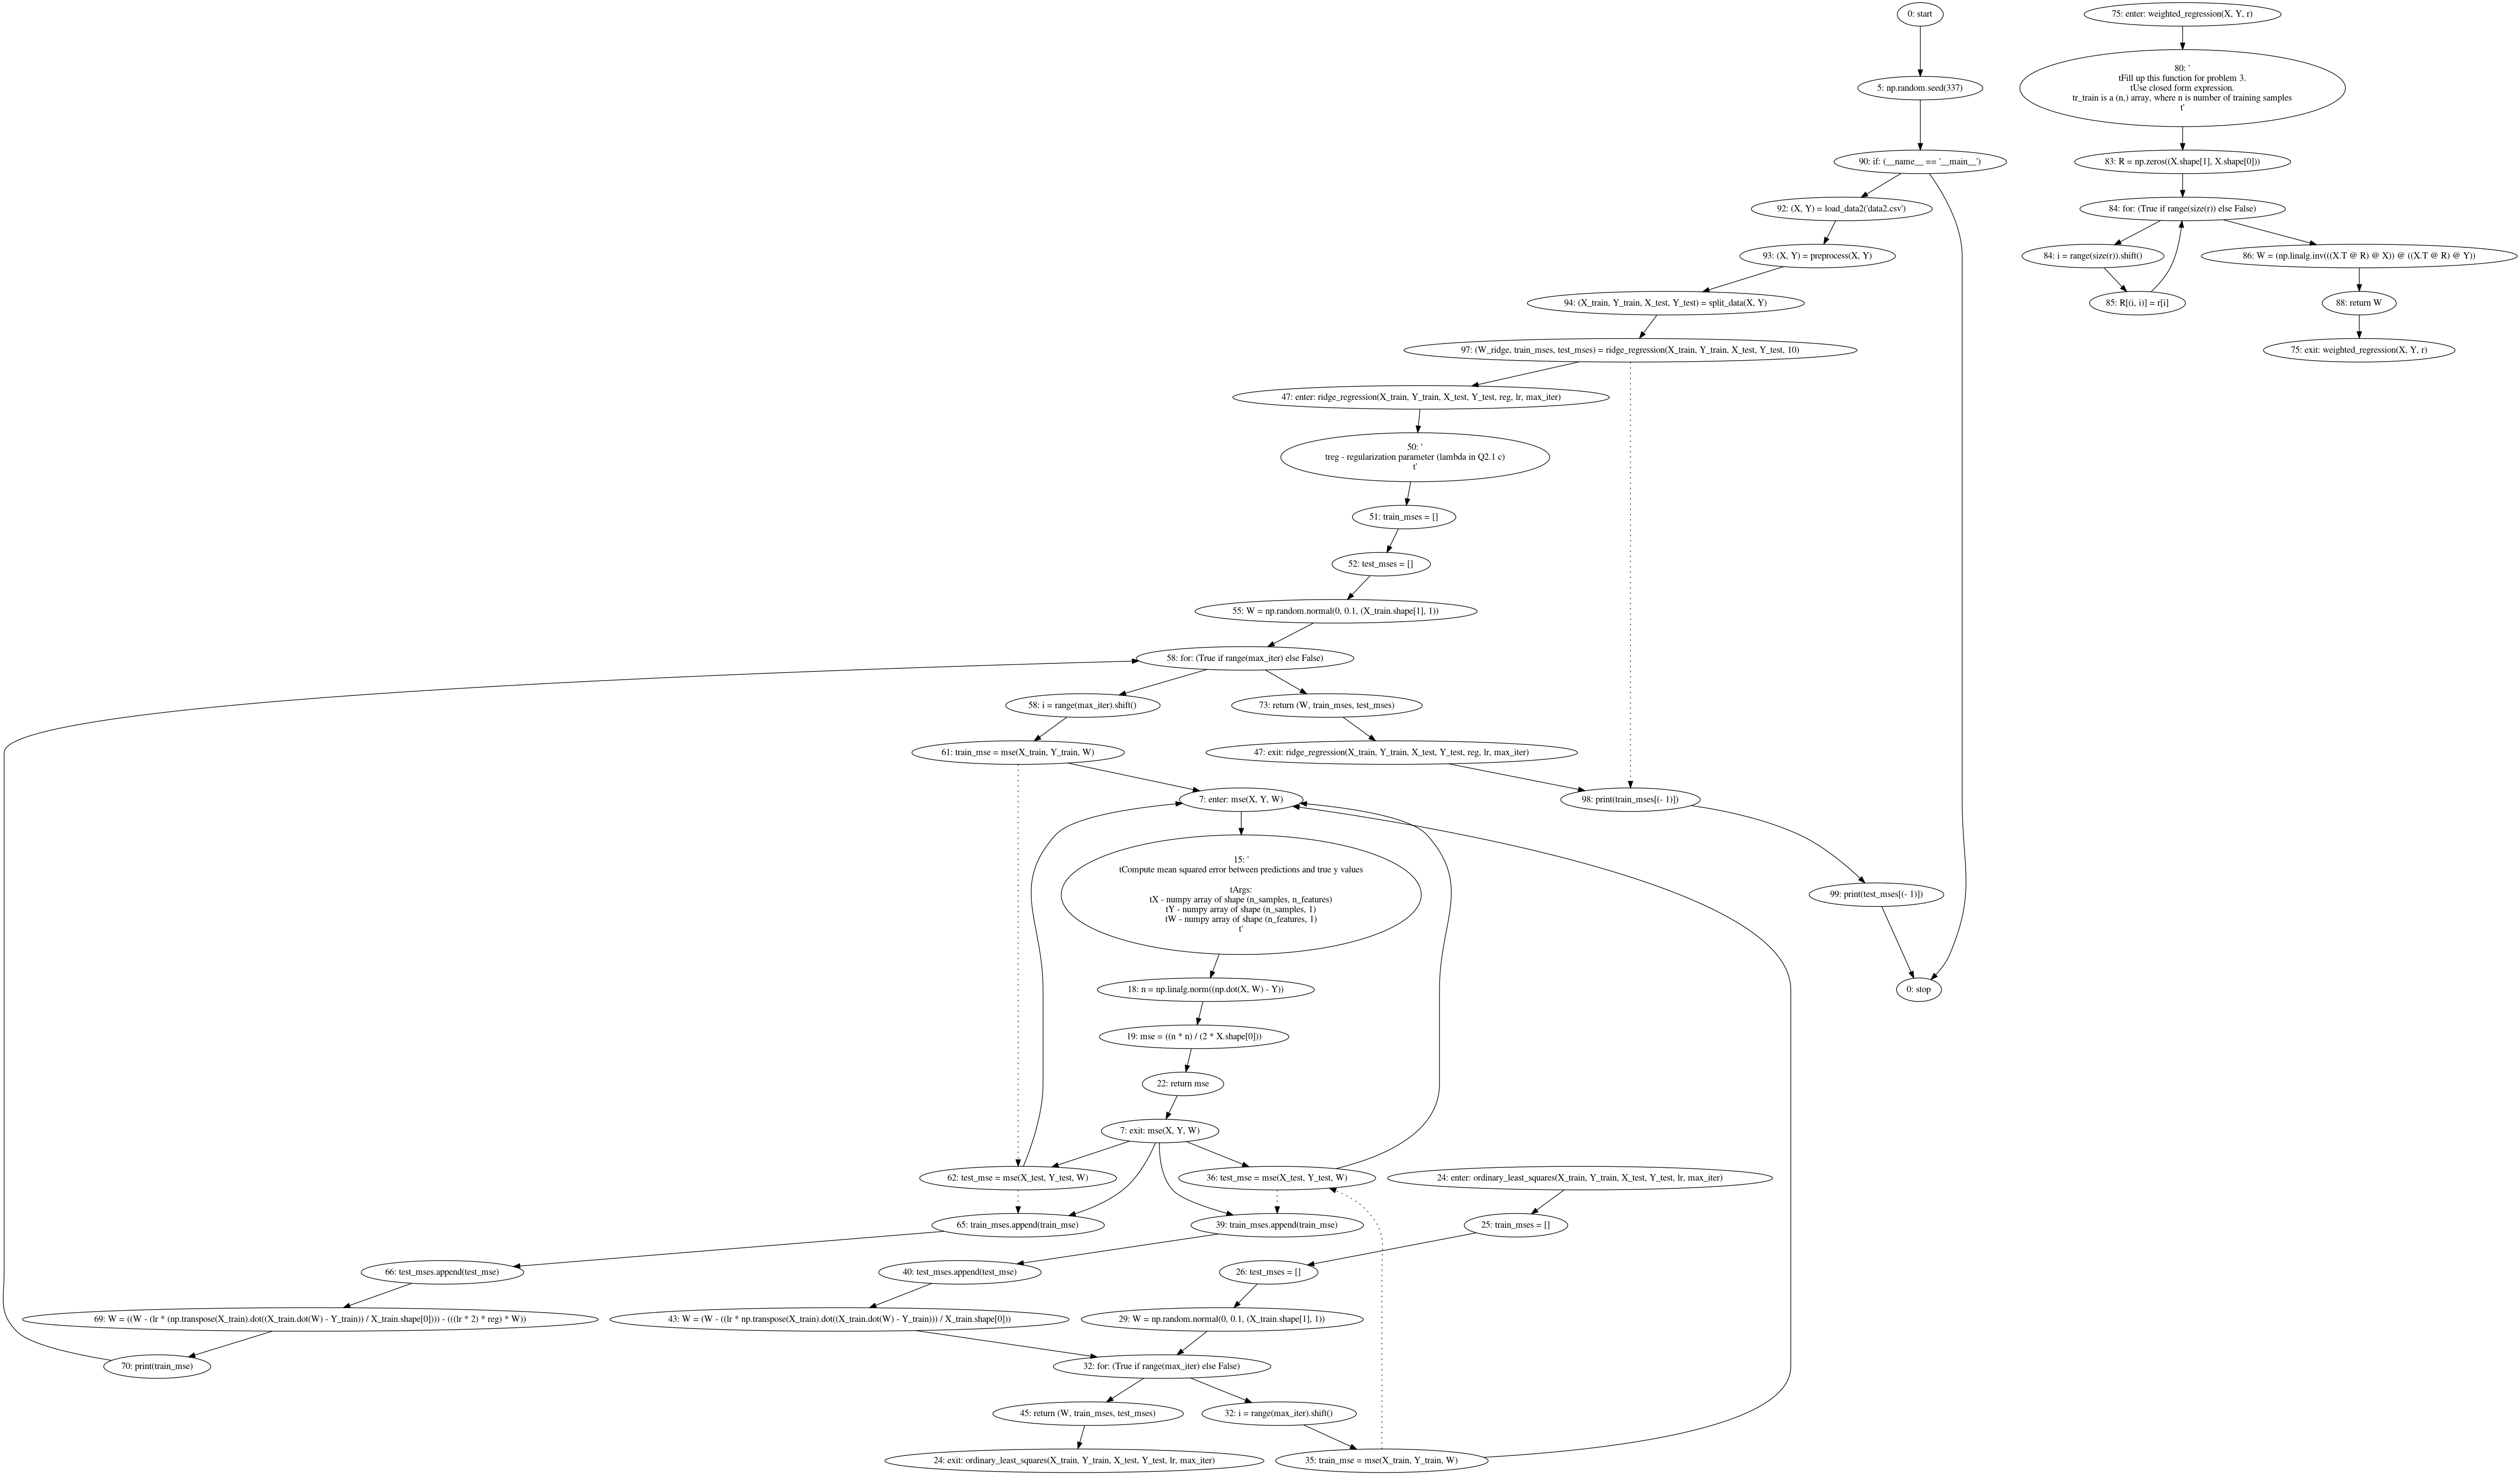 0: start
5: np.random.seed(337)
90: if: (__name__ == '__main__')
92: (X, Y) = load_data2('data2.csv')
93: (X, Y) = preprocess(X, Y)
94: (X_train, Y_train, X_test, Y_test) = split_data(X, Y)
97: (W_ridge, train_mses, test_mses) = ridge_regression(X_train, Y_train, X_test, Y_test, 10)
47: enter: ridge_regression(X_train, Y_train, X_test, Y_test, reg, lr, max_iter)
50: '
treg - regularization parameter (lambda in Q2.1 c)
t'
51: train_mses = []
52: test_mses = []
55: W = np.random.normal(0, 0.1, (X_train.shape[1], 1))
58: for: (True if range(max_iter) else False)
58: i = range(max_iter).shift()
73: return (W, train_mses, test_mses)
61: train_mse = mse(X_train, Y_train, W)
47: exit: ridge_regression(X_train, Y_train, X_test, Y_test, reg, lr, max_iter)
7: enter: mse(X, Y, W)
98: print(train_mses[(- 1)])
15: '
tCompute mean squared error between predictions and true y values
tArgs:
tX - numpy array of shape (n_samples, n_features)
tY - numpy array of shape (n_samples, 1)
tW - numpy array of shape (n_features, 1)
t'
99: print(test_mses[(- 1)])
18: n = np.linalg.norm((np.dot(X, W) - Y))
0: stop
19: mse = ((n * n) / (2 * X.shape[0]))
22: return mse
7: exit: mse(X, Y, W)
62: test_mse = mse(X_test, Y_test, W)
36: test_mse = mse(X_test, Y_test, W)
24: enter: ordinary_least_squares(X_train, Y_train, X_test, Y_test, lr, max_iter)
65: train_mses.append(train_mse)
39: train_mses.append(train_mse)
25: train_mses = []
66: test_mses.append(test_mse)
40: test_mses.append(test_mse)
26: test_mses = []
69: W = ((W - (lr * (np.transpose(X_train).dot((X_train.dot(W) - Y_train)) / X_train.shape[0]))) - (((lr * 2) * reg) * W))
43: W = (W - ((lr * np.transpose(X_train).dot((X_train.dot(W) - Y_train))) / X_train.shape[0]))
29: W = np.random.normal(0, 0.1, (X_train.shape[1], 1))
70: print(train_mse)
32: for: (True if range(max_iter) else False)
45: return (W, train_mses, test_mses)
32: i = range(max_iter).shift()
24: exit: ordinary_least_squares(X_train, Y_train, X_test, Y_test, lr, max_iter)
35: train_mse = mse(X_train, Y_train, W)
75: enter: weighted_regression(X, Y, r)
80: '
tFill up this function for problem 3.
tUse closed form expression.
tr_train is a (n,) array, where n is number of training samples
t'
83: R = np.zeros((X.shape[1], X.shape[0]))
84: for: (True if range(size(r)) else False)
84: i = range(size(r)).shift()
86: W = (np.linalg.inv(((X.T @ R) @ X)) @ ((X.T @ R) @ Y))
85: R[(i, i)] = r[i]
88: return W
75: exit: weighted_regression(X, Y, r)